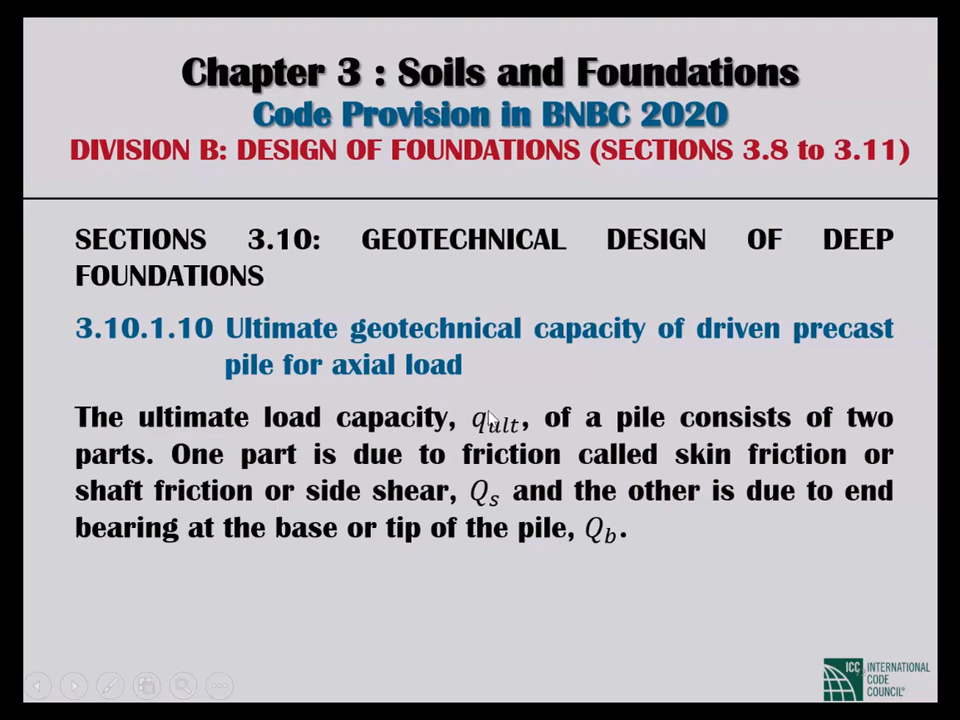 Chapter 3 : Soils and Foundations
Code Provision in BNBC 2020
DIVISION B: DESIGN OF FOUNDATIONS (SECTIONS 3.8 to 3.11)
SECTIONS 3.10: GEOTECHNICAL DESIGN OF DEEP
FOUNDATIONS
3.10.1.10 Ultimate geotechnical capacity of driven precast
pile for axial load
The ultimate load capacity, qult, of a pile consists of two
parts. One part is due to friction called skin friction or
shaft friction or side shear, Qs and the other is due to end
bearing at the base or tip of the pile, Qb.
ICC INTERNATIONAL
CODE
COUNCIL®